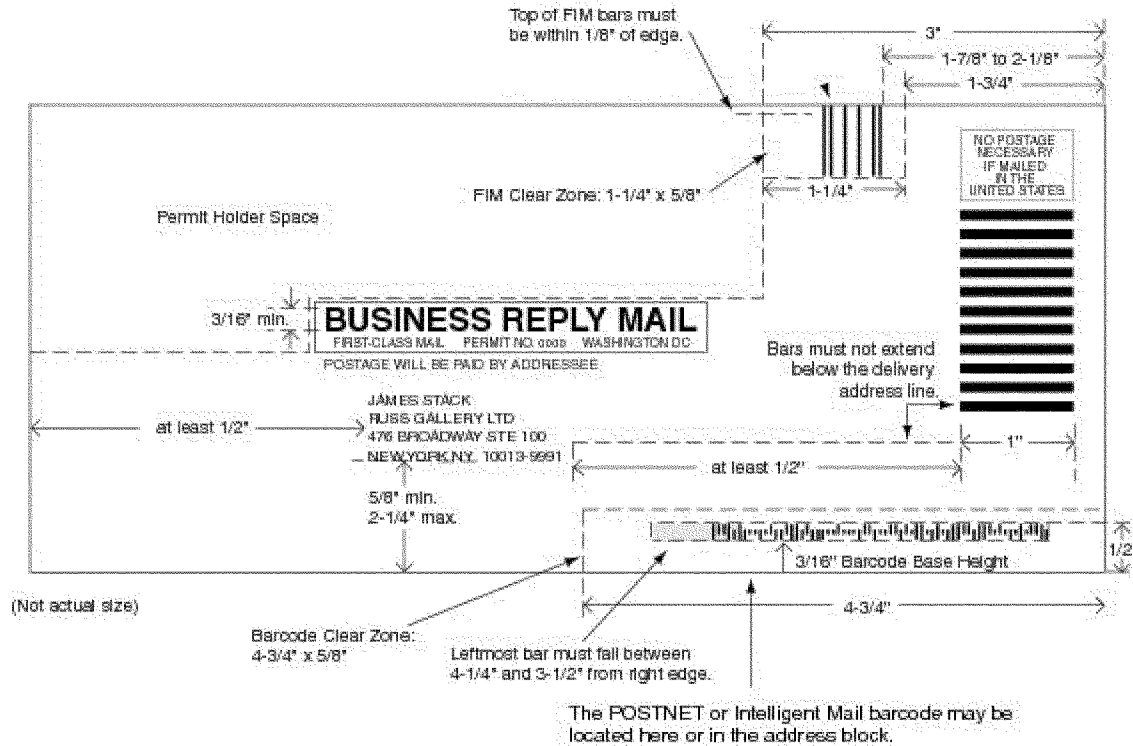 Top of FIM bars must
be within 1/8" of edge.
3"
1-7/8" to 2-1/8"
1-3/4"
NO POSTAGE
NECESSARY
IF MAILED
IN THE
UNITED STATES
FIM Clear Zone: 1-1/4" x 5/8"
1-1/4"
Permit Holder Space
3/16" min.
BUSINESS REPLY MAIL
FIRST-CLASS MAIL PERMIT NO. 0000 WASHINGTON DC
POSTAGE WILL BE PAID BY ADDRESSEE
Bars must not extend
below the delivery
address line.
JAMES STACK
RUSS GALLERY LTD
476 BROADWAY STE 100
NEW YORK NY 10013-9991
at least 1/2"
1"
at least 1/2"
5/8" min.
2-1/4" max.
3/16" Barcode Base Height
1/2
4-3/4"
(Not actual size)
Barcode Clear Zone:
4-3/4" x 5/8"
Leftmost bar must fall between
4-1/4" and 3-1/2" from right edge.
The POSTNET or Intelligent Mail barcode may be
located here or in the address block.